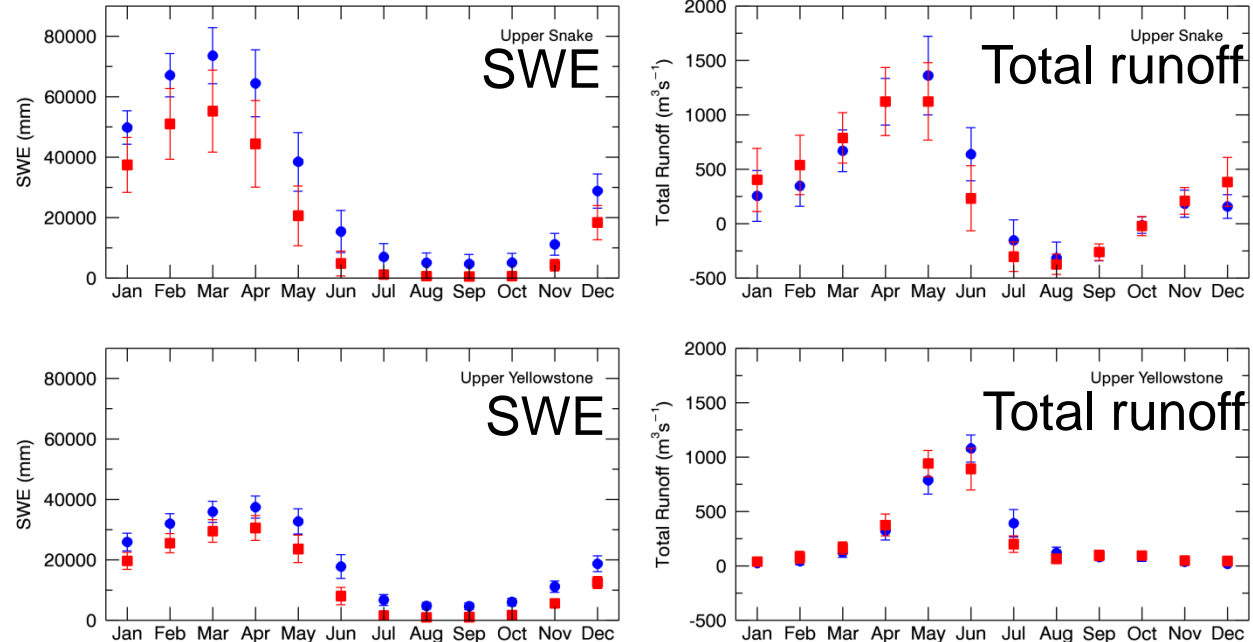 80000
60000
40000
20000
0
SWE (mm)
Upper Snake
SWE
Jan Feb Mar Apr May Jun Jul Aug Sep Oct Nov Dec
2000
1500
1000
500
0
-500
Total Runoff (m³s⁻¹)
Upper Snake
Total runoff
Jan Feb Mar Apr May Jun Jul Aug Sep Oct Nov Dec
80000
60000
40000
20000
0
SWE (mm)
Upper Yellowstone
SWE
Jan Feb Mar Apr May Jun Jul Aug Sep Oct Nov Dec
2000
1500
1000
500
0
-500
Total Runoff (m³s⁻¹)
Upper Yellowstone
Total runoff
Jan Feb Mar Apr May Jun Jul Aug Sep Oct Nov Dec